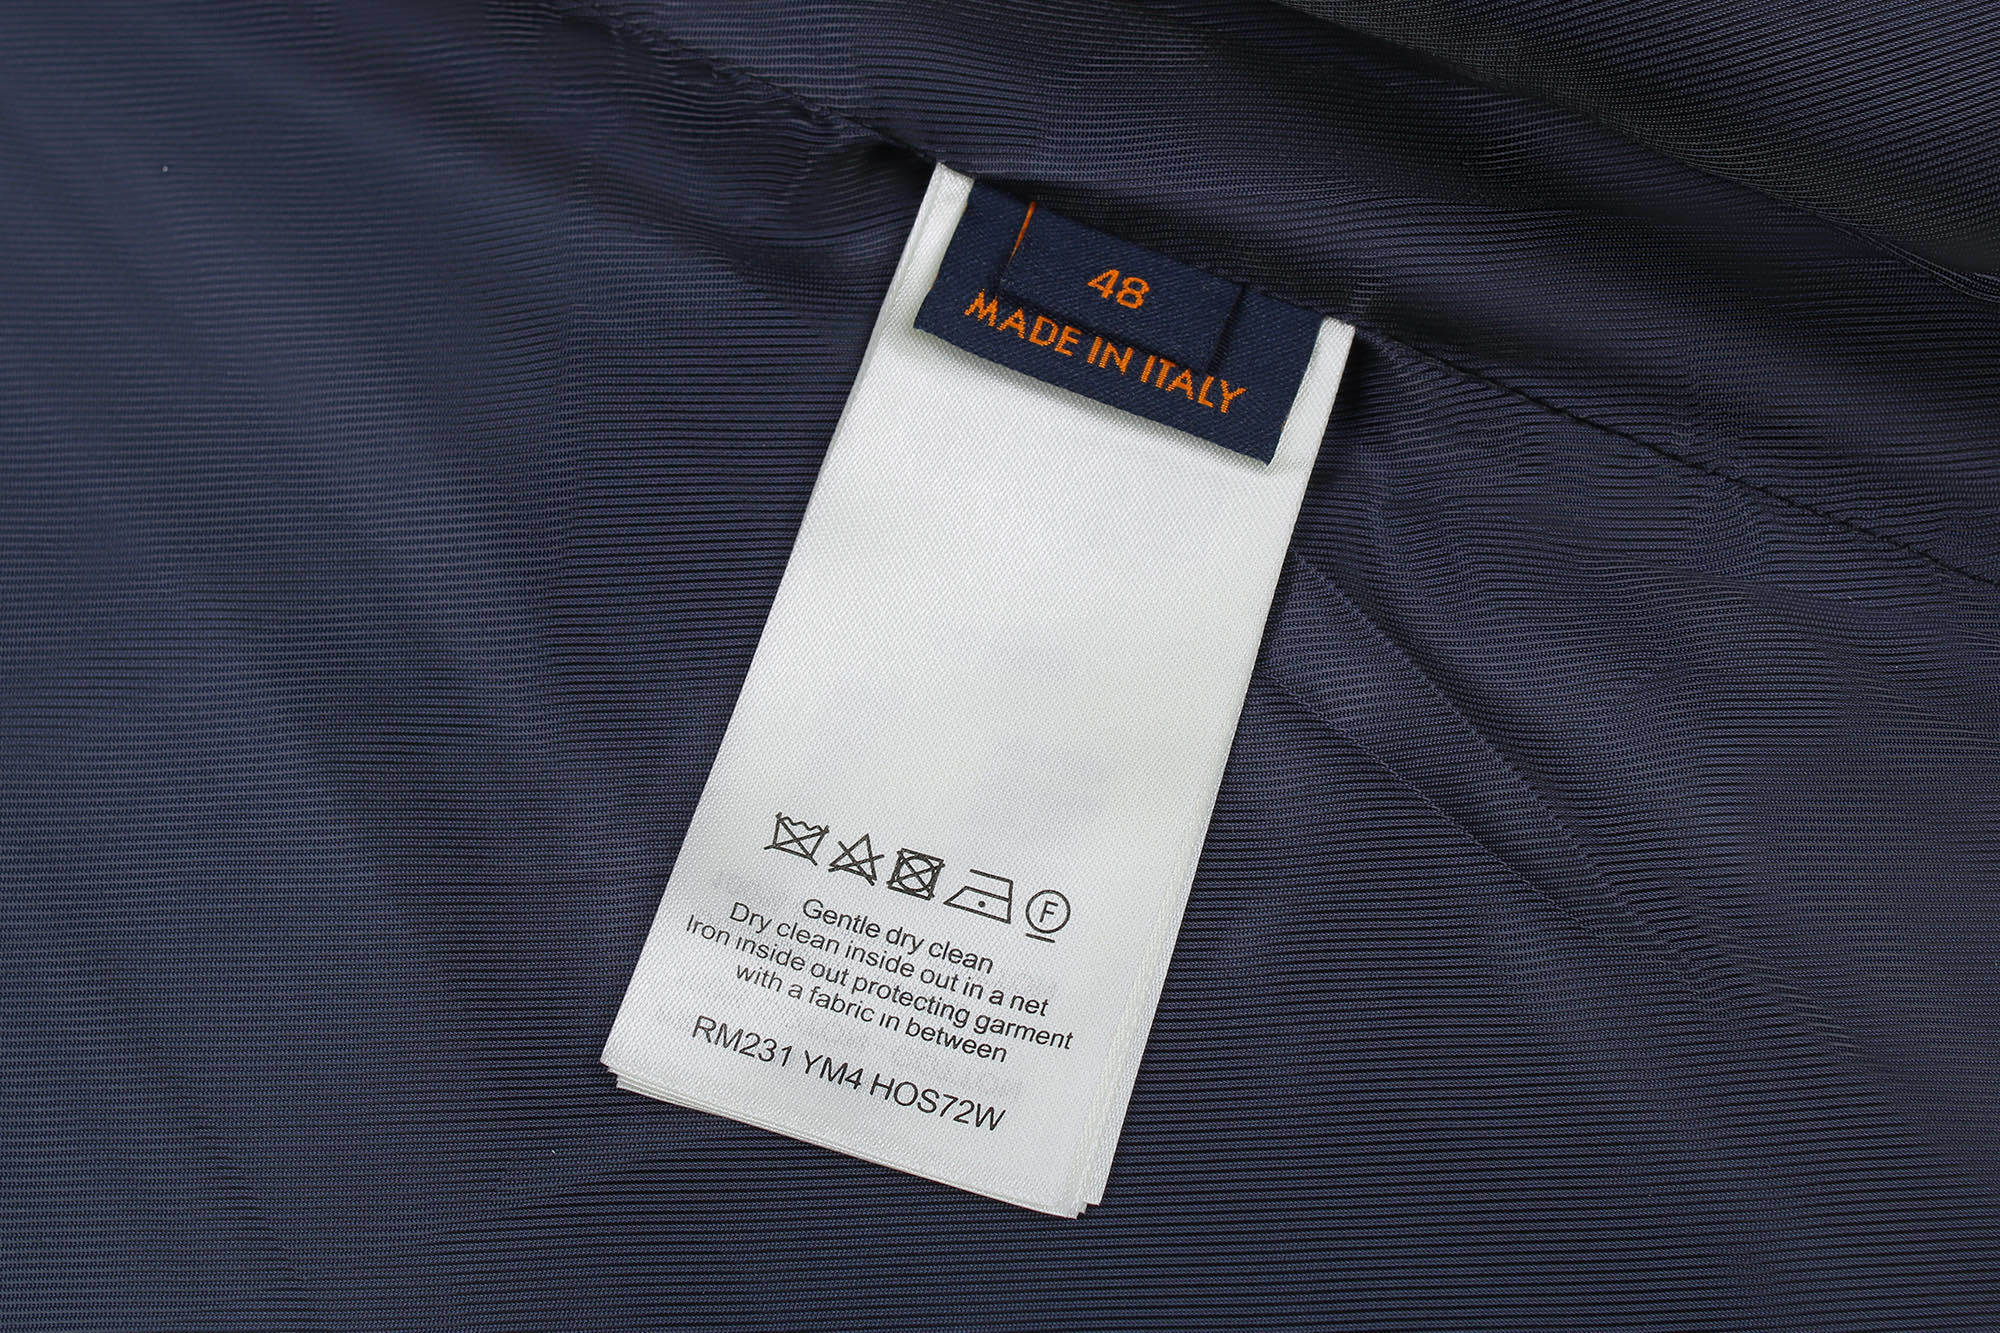 48
MADE IN ITALY
F
Gentle dry clean
Dry clean inside out in a net
Iron inside out protecting garment
with a fabric in between
RM231 YM4 HOS72W